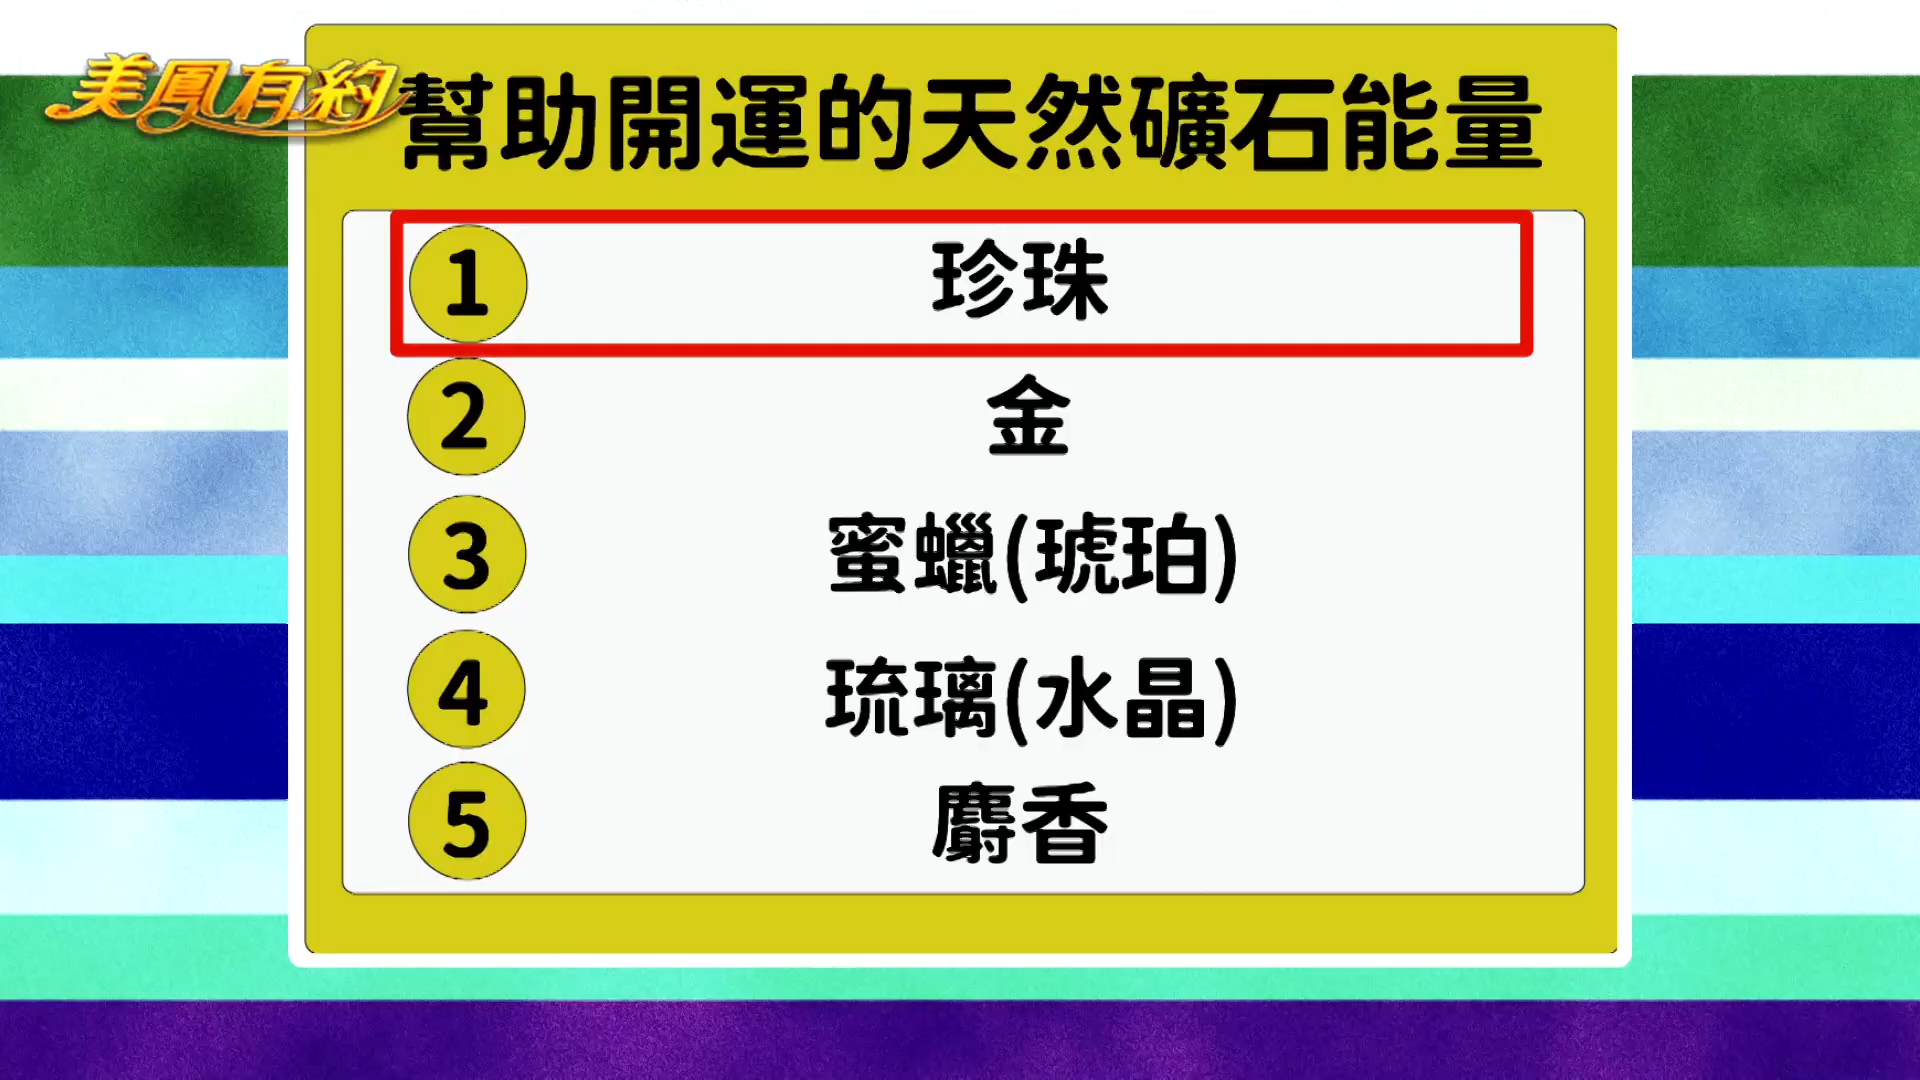 美鳳有約
幫助開運的天然礦石能量
1 珍珠
2 金
3 蜜蠟(琥珀)
4 琉璃(水晶)
5 麝香